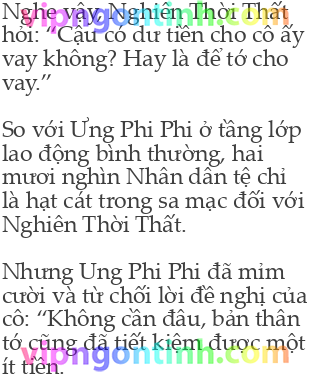 Nghe vậy, Nghiên Thời Thất
vipngontinh.com
hỏi: “Cậu có dư tiền cho cô ấy
vay không? Hay là để tớ cho
vay.”
So với Ưng Phi Phi ở tầng lớp
lao động bình thường, hai
mươi nghìn Nhân dân tệ chỉ
là hạt cát trong sa mạc đối với
Nghiên Thời Thất.
Nhưng Ung Phi Phi đã mỉm
cười và từ chối lời đề nghị của
cô: “Không cần đâu, bản thân
tớ cũng đã tiết kiệm được một
vipngontinh.com
ít tiền.